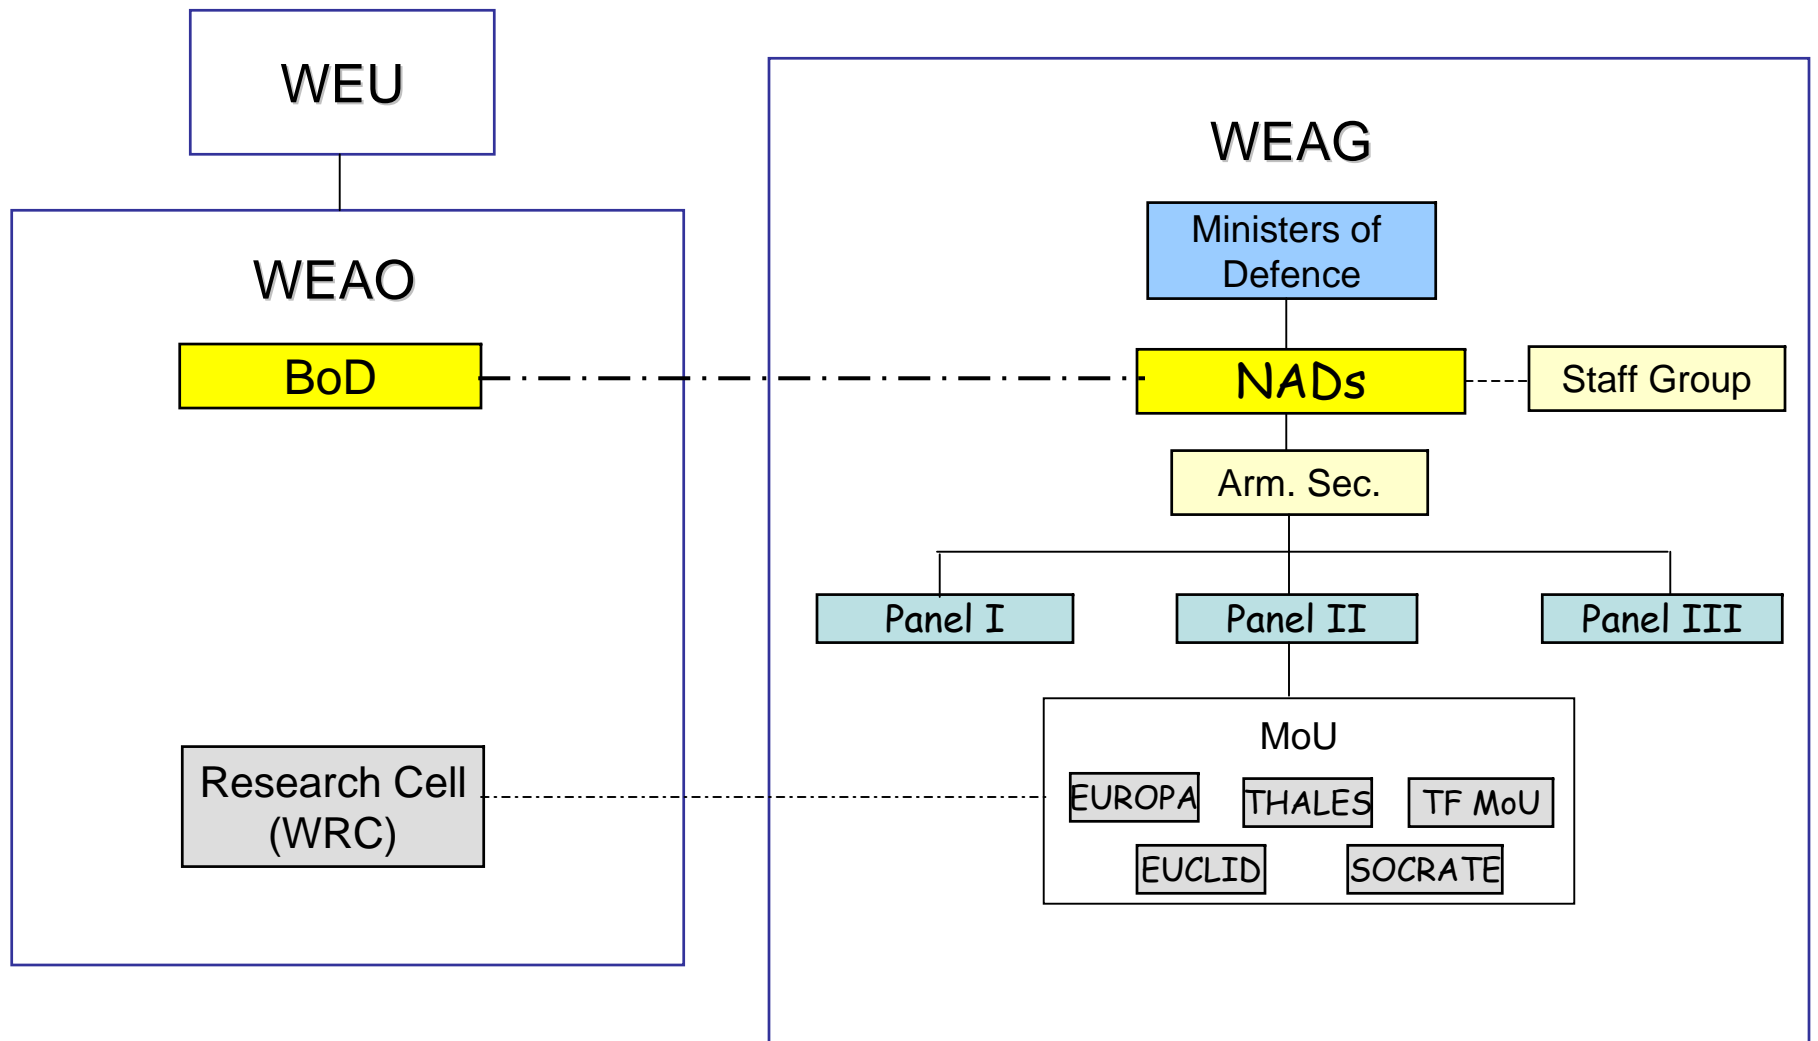 WEU
WEAO
BoD
Research Cell
(WRC)
WEAG
Ministers of
Defence
NADs
Staff Group
Arm. Sec.
Panel I
Panel II
Panel III
MoU
EUROPA
THALES
TF MoU
EUCLID
SOCRATE